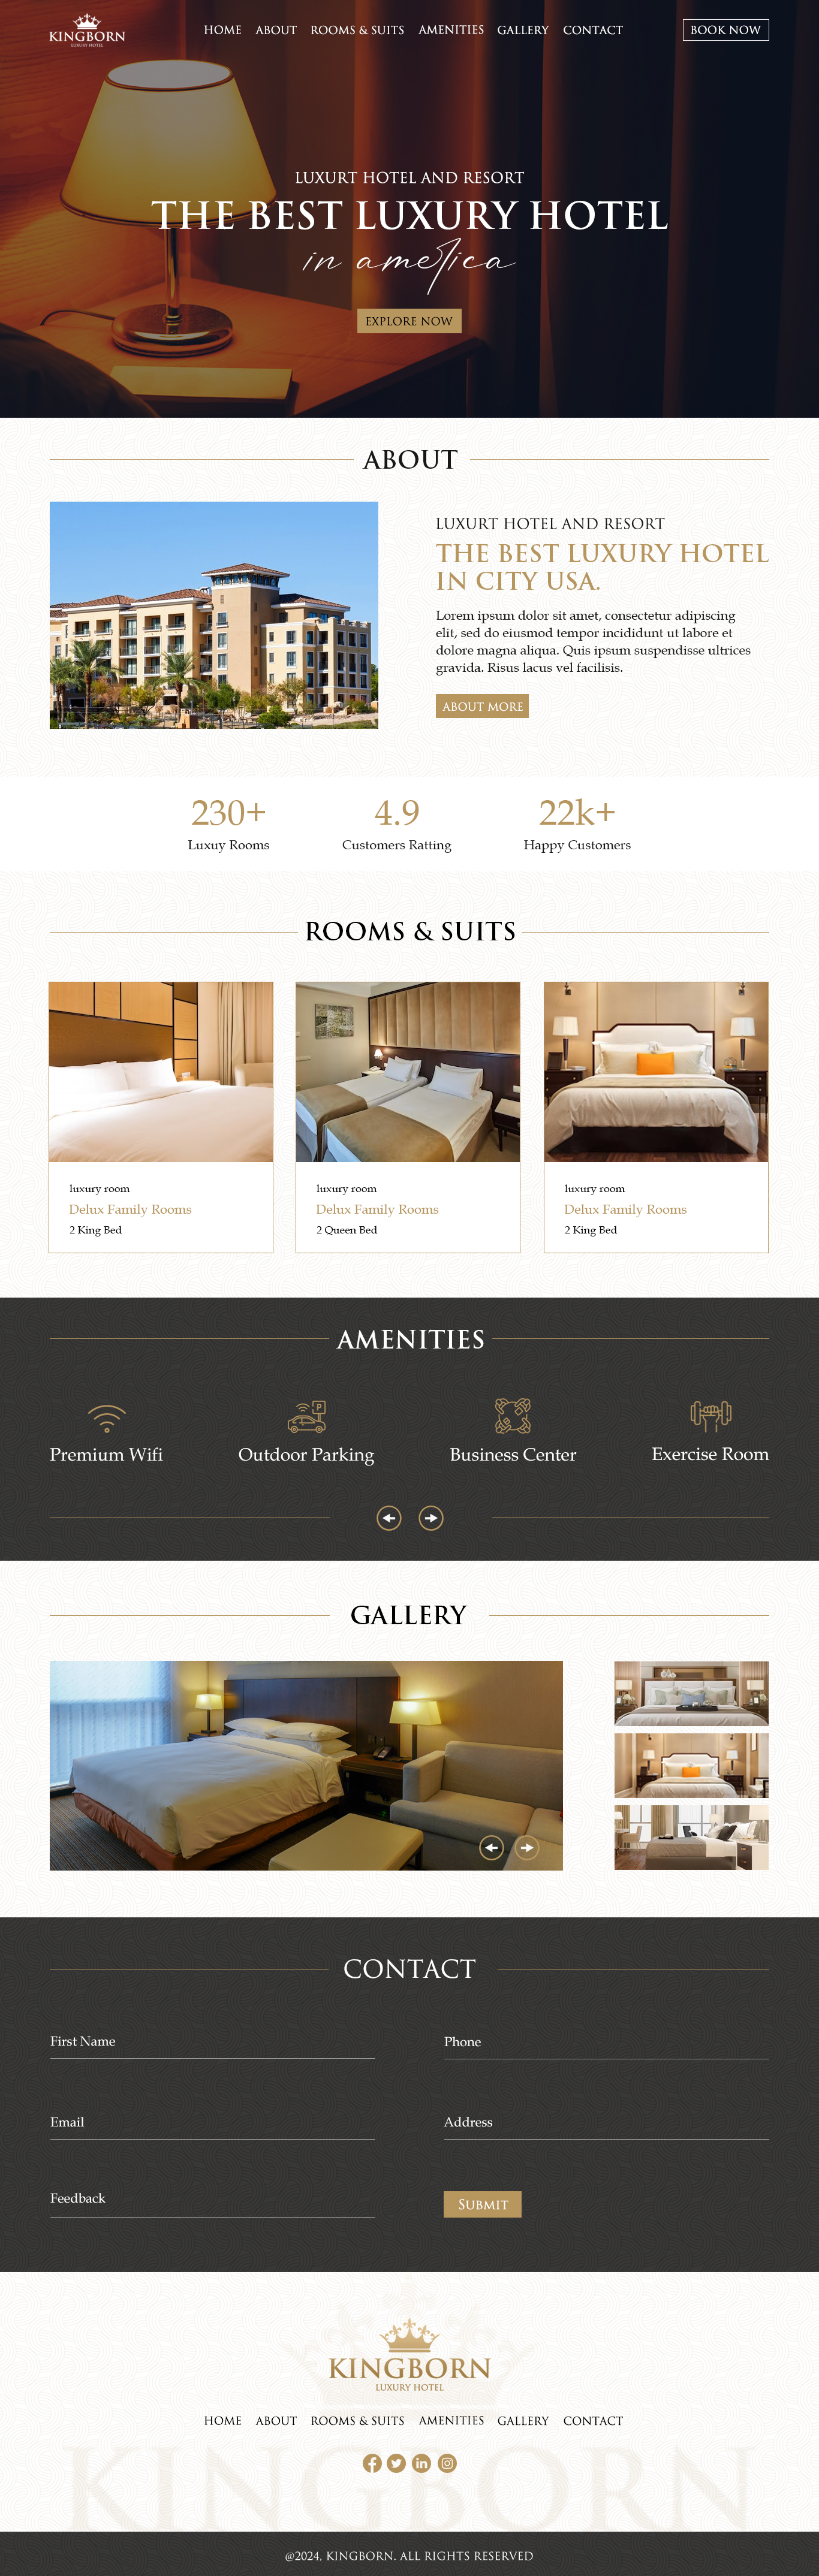 KINGBORN
LUXURY HOTEL
HOME ABOUT ROOMS & SUITS AMENITIES GALLERY CONTACT
BOOK NOW
LUXURT HOTEL AND RESORT
THE BEST LUXURY HOTEL
in america
EXPLORE NOW
ABOUT
LUXURT HOTEL AND RESORT
THE BEST LUXURY HOTEL
IN CITY USA.
Lorem ipsum dolor sit amet, consectetur adipiscing
elit, sed do eiusmod tempor incididunt ut labore et
dolore magna aliqua. Quis ipsum suspendisse ultrices
gravida. Risus lacus vel facilisis.
ABOUT MORE
230+
Luxuy Rooms
4.9
Customers Ratting
22k+
Happy Customers
ROOMS & SUITS
luxury room
Delux Family Rooms
2 King Bed
luxury room
Delux Family Rooms
2 Queen Bed
luxury room
Delux Family Rooms
2 King Bed
AMENITIES
P
Premium Wifi
Outdoor Parking
Business Center
Exercise Room
GALLERY
CONTACT
First Name
Phone
Email
Address
Feedback
Submit
KINGBORN
LUXURY HOTEL
HOME ABOUT ROOMS & SUITS AMENITIES GALLERY CONTACT
KINGBORN
@2024, KINGBORN. ALL RIGHTS RESERVED